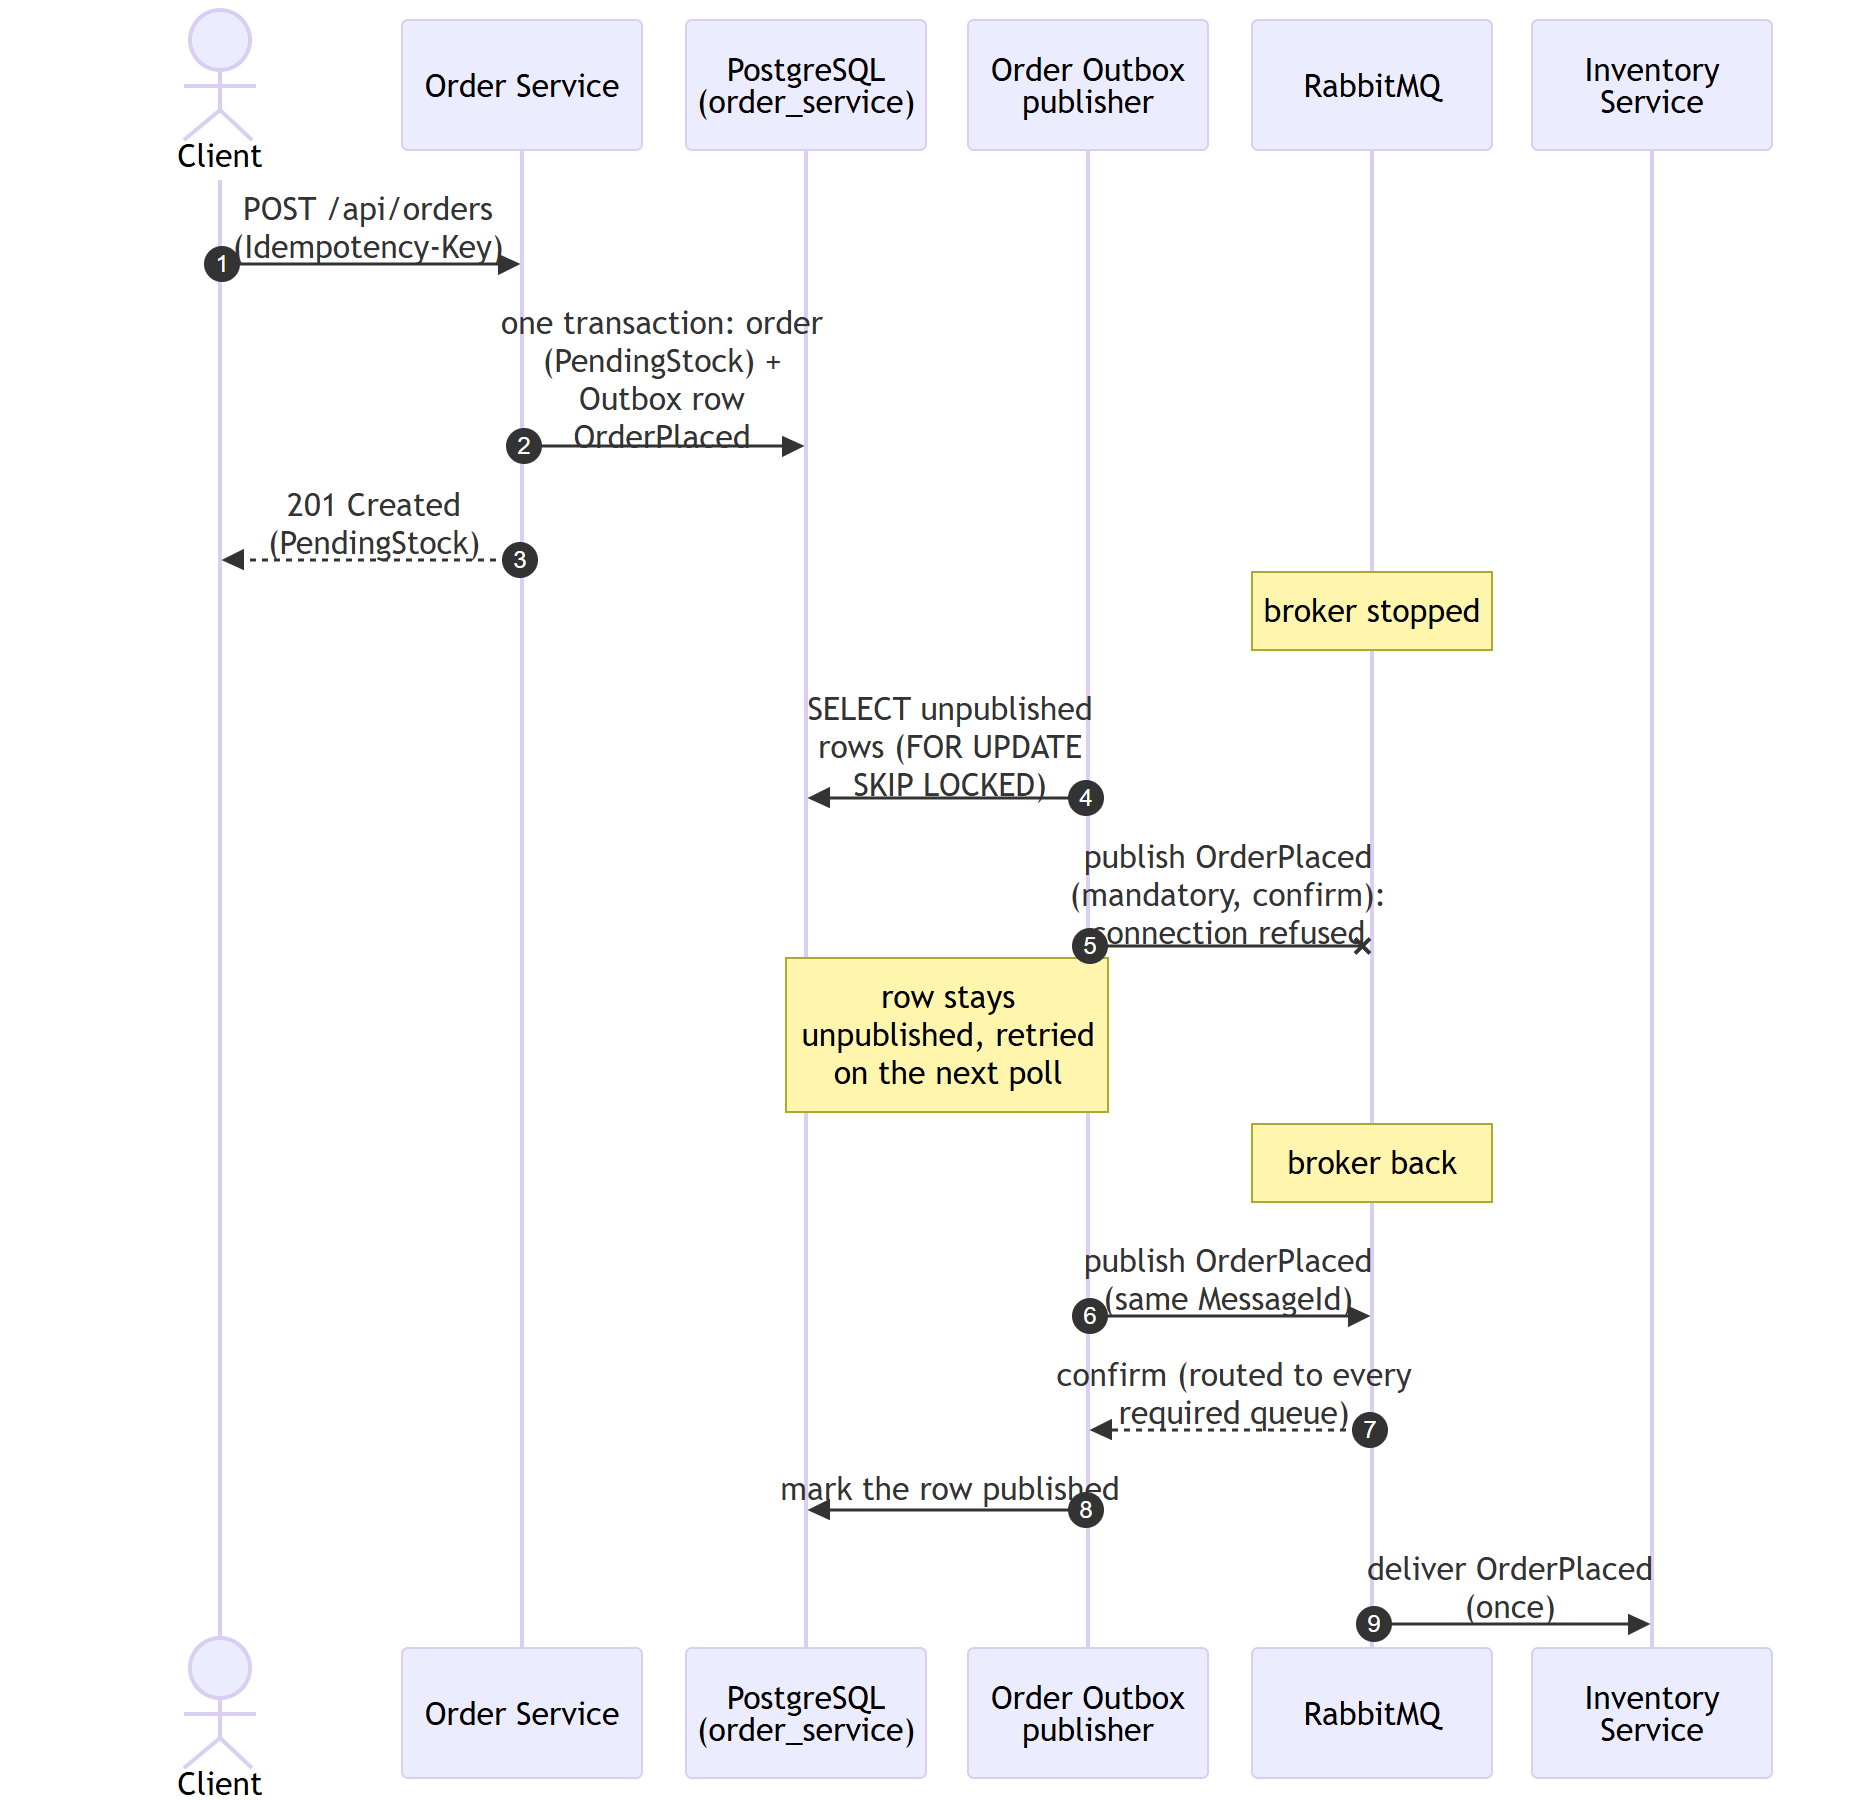 Client
Order Service
PostgreSQL
(order_service)
Order Outbox
publisher
RabbitMQ
Inventory
Service
POST /api/orders
(Idempotency-Key)
1
one transaction: order
(PendingStock) +
Outbox row
OrderPlaced
2
201 Created
(PendingStock)
3
broker stopped
SELECT unpublished
rows (FOR UPDATE
SKIP LOCKED)
4
publish OrderPlaced
(mandatory, confirm):
connection refused
5
row stays
unpublished, retried
on the next poll
broker back
publish OrderPlaced
(same MessageId)
6
confirm (routed to every
required queue)
7
mark the row published
8
deliver OrderPlaced
(once)
9
Client
Order Service
PostgreSQL
(order_service)
Order Outbox
publisher
RabbitMQ
Inventory
Service